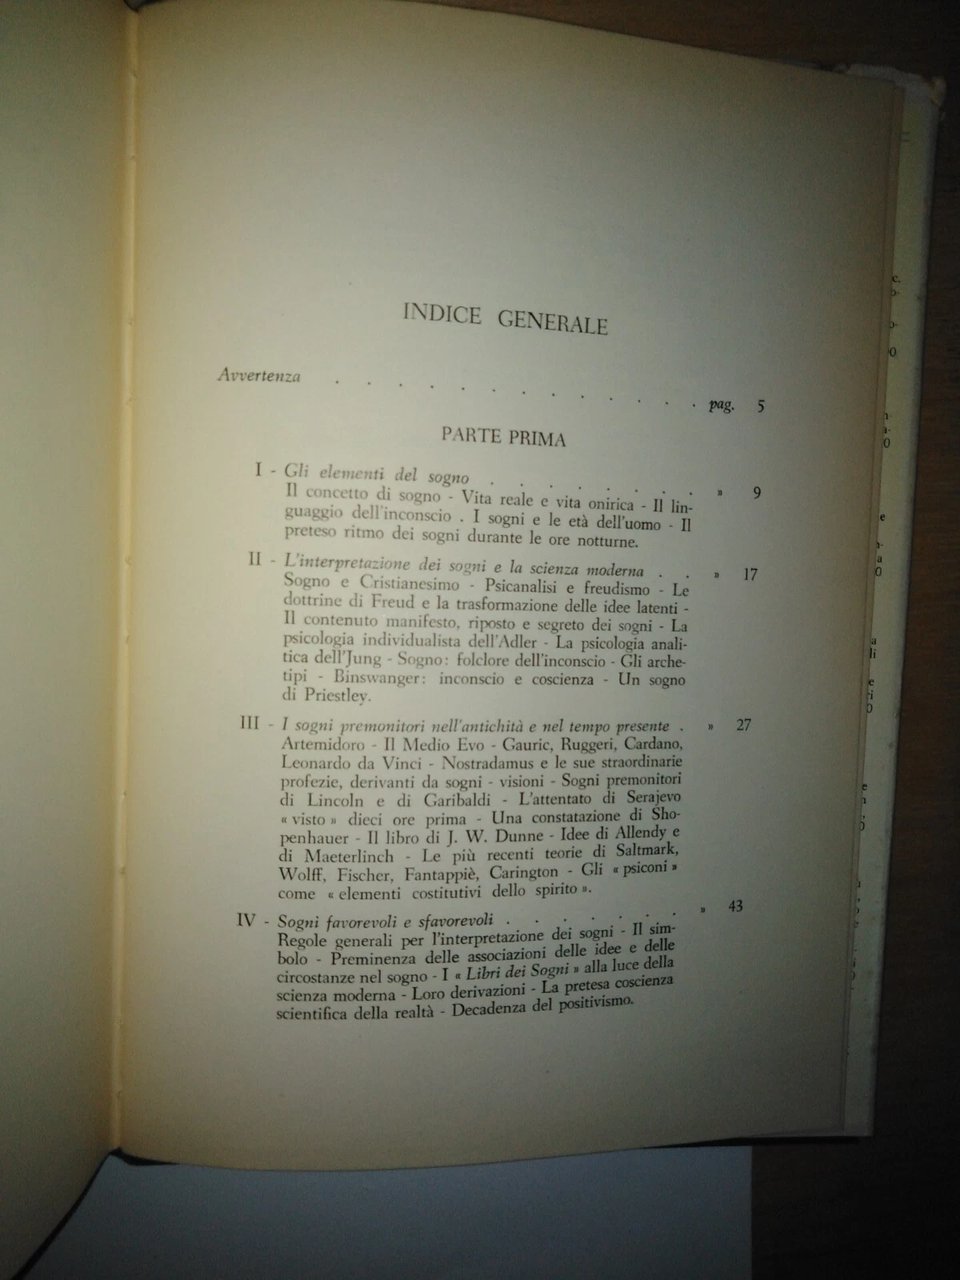 INDICE GENERALE
Avvertenza . . . . . . . . . . . . . pag. 5
PARTE PRIMA
I - Gli elementi del sogno . . . . . . . . » 9
Il concetto di sogno - Vita reale e vita onirica - Il lin-
guaggio dell'inconscio . I sogni e le età dell'uomo - Il
preteso ritmo dei sogni durante le ore notturne.
II - L'interpretazione dei sogni e la scienza moderna . . » 17
Sogno e Cristianesimo - Psicanalisi e freudismo - Le
dottrine di Freud e la trasformazione delle idee latenti -
Il contenuto manifesto, riposto e segreto dei sogni - La
psicologia individualista dell'Adler - La psicologia anali-
tica dell'Jung - Sogno: folclore dell'inconscio - Gli arche-
tipi - Binswanger: inconscio e coscienza - Un sogno
di Priestley.
III - I sogni premonitori nell'antichità e nel tempo presente . » 27
Artemidoro - Il Medio Evo - Gauric, Ruggeri, Cardano,
Leonardo da Vinci - Nostradamus e le sue straordinarie
profezie, derivanti da sogni - visioni - Sogni premonitori
di Lincoln e di Garibaldi - L'attentato di Serajevo
« visto » dieci ore prima - Una constatazione di Sho-
penhauer - Il libro di J. W. Dunne - Idee di Allendy e
di Maeterlinch - Le più recenti teorie di Saltmark,
Wolff, Fischer, Fantappiè, Carington - Gli « psiconi »
come « elementi costitutivi dello spirito ».
IV - Sogni favorevoli e sfavorevoli . . . . . . . » 43
Regole generali per l'interpretazione dei sogni - Il sim-
bolo - Preminenza delle associazioni delle idee e delle
circostanze nel sogno - I « Libri dei Sogni » alla luce della
scienza moderna - Loro derivazioni - La pretesa coscienza
scientifica della realtà - Decadenza del positivismo.